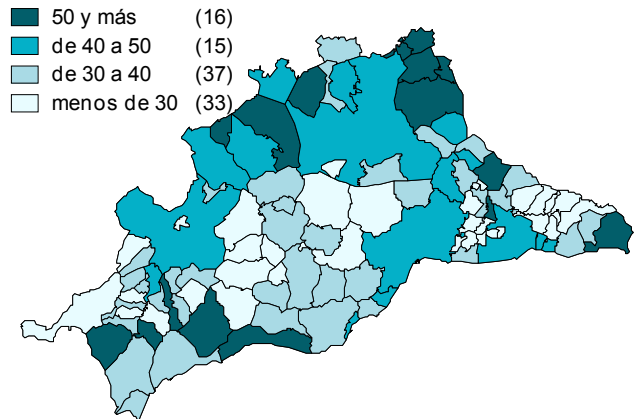 50 y más (16)
de 40 a 50 (15)
de 30 a 40 (37)
menos de 30 (33)